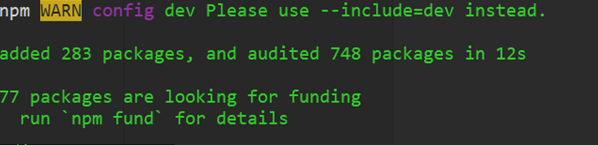 npm WARN config dev Please use --include=dev instead.
added 283 packages, and audited 748 packages in 12s
77 packages are looking for funding
run `npm fund` for details